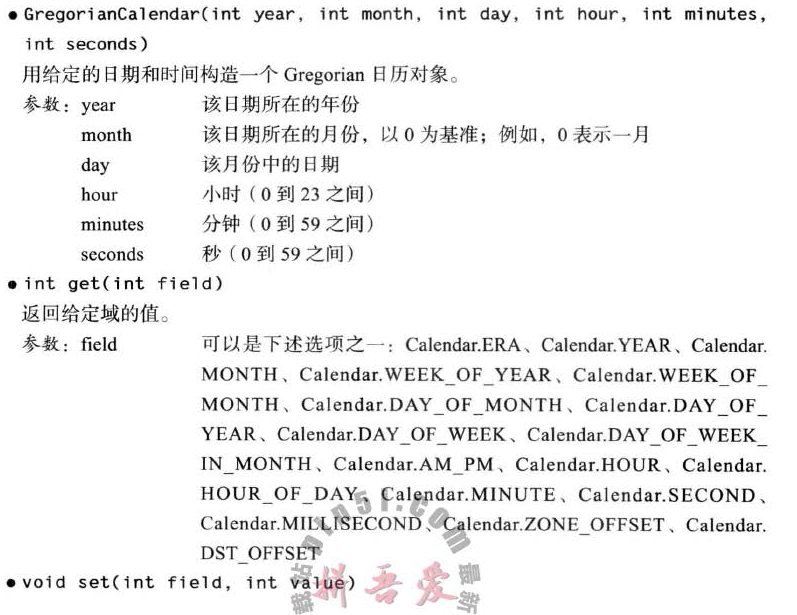 ● GregorianCalendar(int year, int month, int day, int hour, int minutes,
int seconds)
用给定的日期和时间构造一个 Gregorian 日历对象。
参数：year 该日期所在的年份
month 该日期所在的月份，以 0 为基准；例如，0 表示一月
day 该月份中的日期
hour 小时（0 到 23 之间）
minutes 分钟（0 到 59 之间）
seconds 秒（0 到 59 之间）
● int get(int field)
返回给定域的值。
参数：field 可以是下述选项之一：Calendar.ERA、Calendar.YEAR、Calendar.
MONTH、Calendar.WEEK_OF_YEAR、Calendar.WEEK_OF_
MONTH、Calendar.DAY_OF_MONTH、Calendar.DAY_OF_
YEAR、Calendar.DAY_OF_WEEK、Calendar.DAY_OF_WEEK_
IN_MONTH、Calendar.AM_PM、Calendar.HOUR、Calendar.
HOUR_OF_DAY、Calendar.MINUTE、Calendar.SECOND、
Calendar.MILLISECOND、Calendar.ZONE_OFFSET、Calendar.
DST_OFFSET
● void set(int field, int value)
拼吾爱
最新